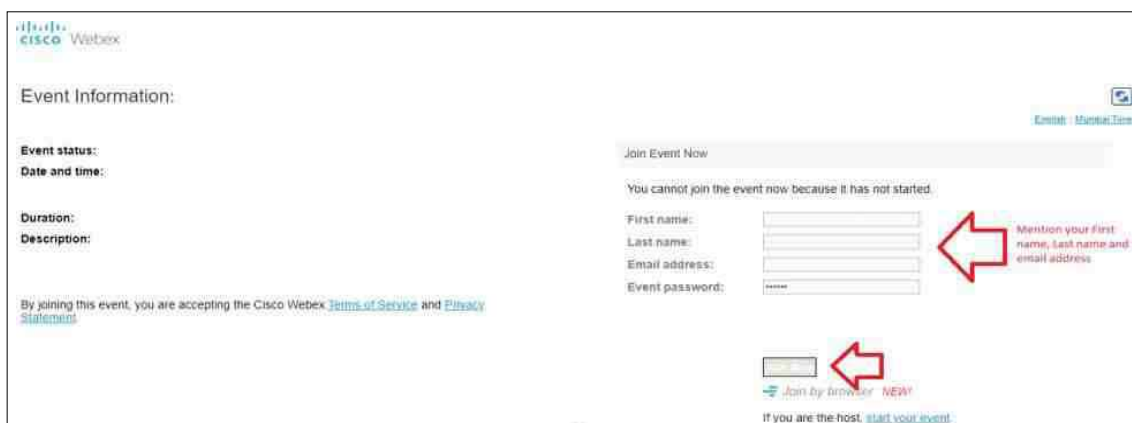 CISCO Webex
Event Information:
English : Mumbai Time
Event status:
Date and time:
Duration:
Description:
By joining this event, you are accepting the Cisco Webex Terms of Service and Privacy
Statement.
Join Event Now
You cannot join the event now because it has not started.
First name:
Last name:
Email address:
Event password:
••••••
Mention your First
name, Last name and
email address
Join by browser NEW!
If you are the host, start your event.